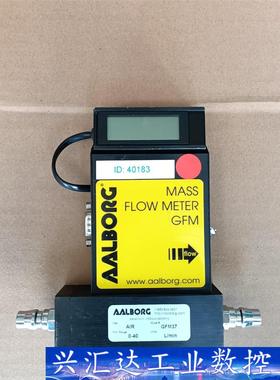 ID: 40183
MASS
FLOW METER
GFM
AALBORG
flow
www.aalborg.com
AALBORG
AIR
GFM37
0-40
L/min
兴汇达工业数控